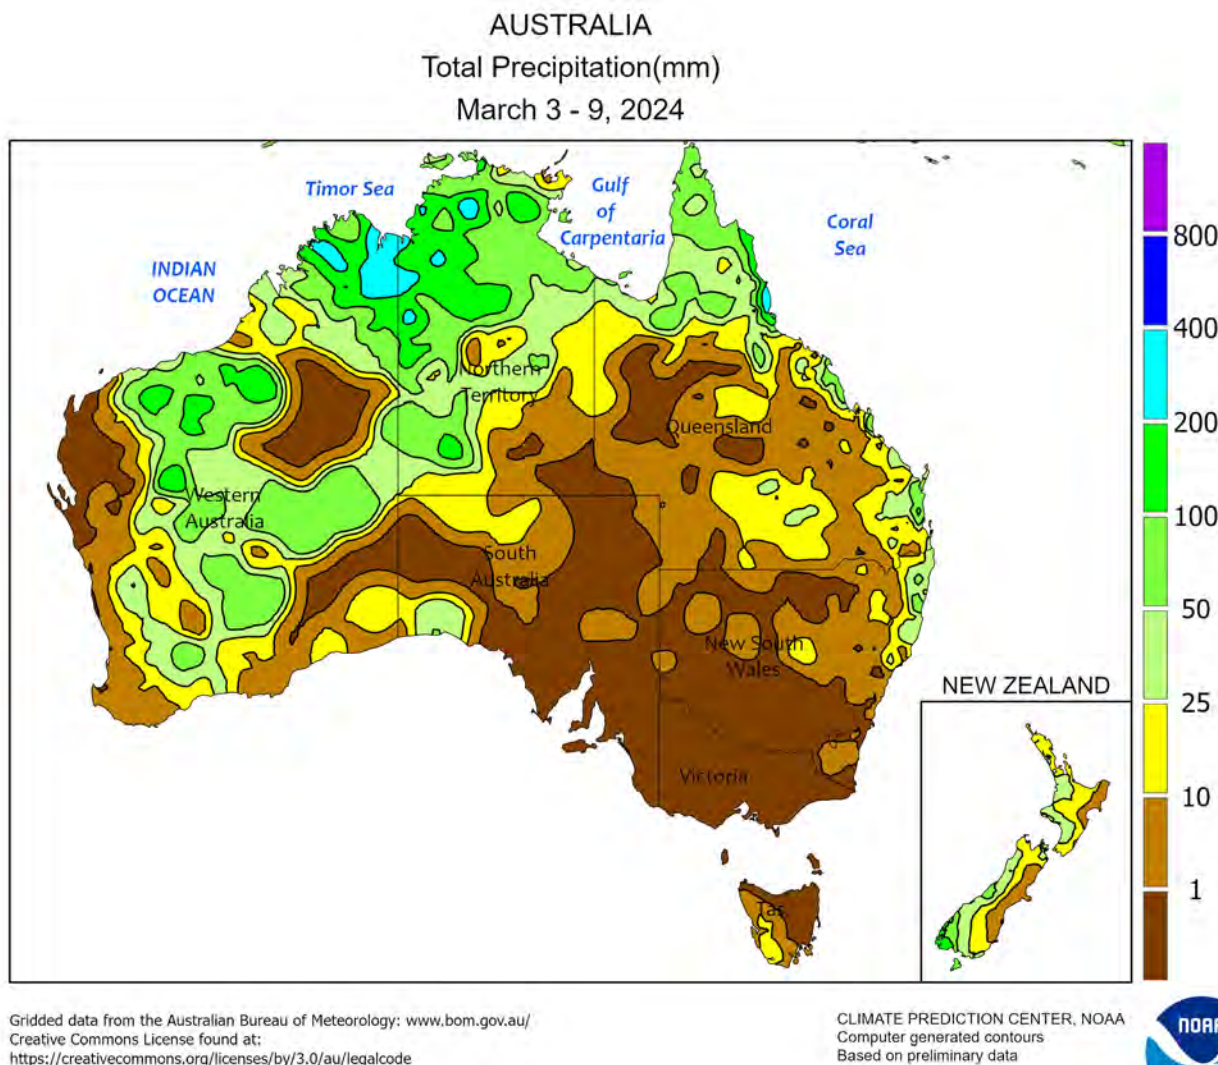 AUSTRALIA
Total Precipitation(mm)
March 3 - 9, 2024
Timor Sea
Gulf
of
Carpentaria
Coral
Sea
INDIAN
OCEAN
800
400
200
100
50
25
10
1
Northern
Territory
Queensland
Western
Australia
South
Australia
New South
Wales
Victoria
Tas
NEW ZEALAND
Gridded data from the Australian Bureau of Meteorology: www.bom.gov.au/
Creative Commons License found at:
https://creativecommons.org/licenses/by/3.0/au/legalcode
CLIMATE PREDICTION CENTER, NOAA
Computer generated contours
Based on preliminary data
NOAA